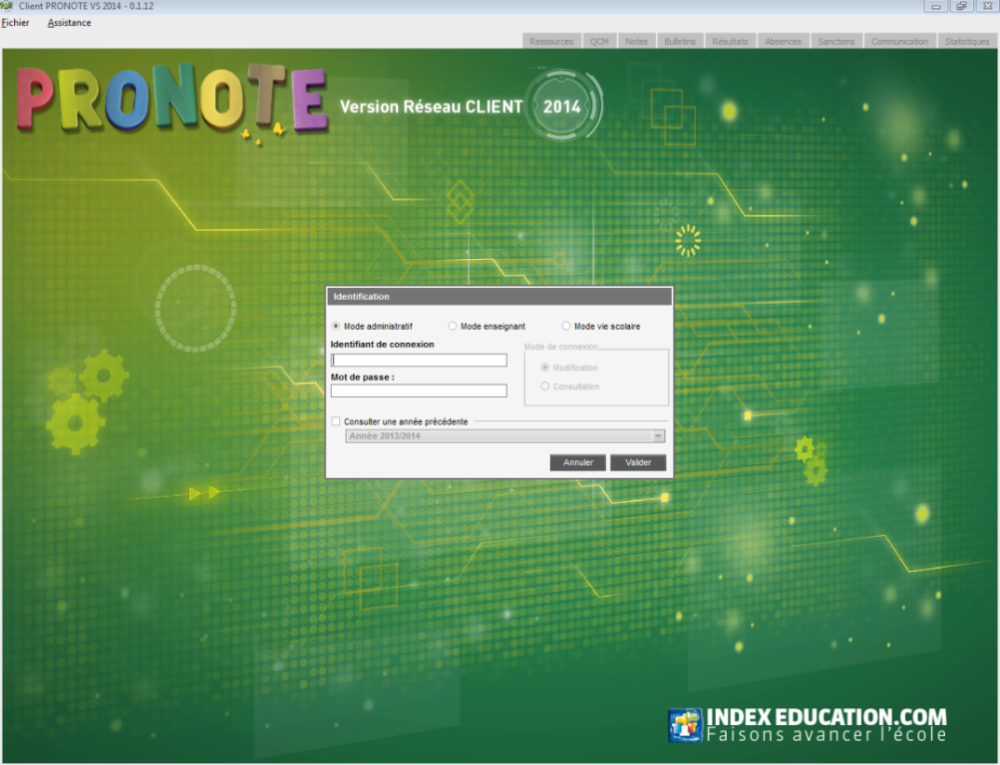 Client PRONOTE VS 2014 - 0.1.12
Fichier Assistance
Ressources QCM Notes Bulletins Résultats Absences Sanctions Communication Statistiques
PRONOTE Version Réseau CLIENT 2014
Identification
Mode administratif Mode enseignant Mode vie scolaire
Identifiant de connexion
Mode de connexion
Modification
Mot de passe :
Consultation
Consulter une année précédente
Année 2013/2014
Annuler Valider
INDEX EDUCATION.COM
Faisons avancer l'école